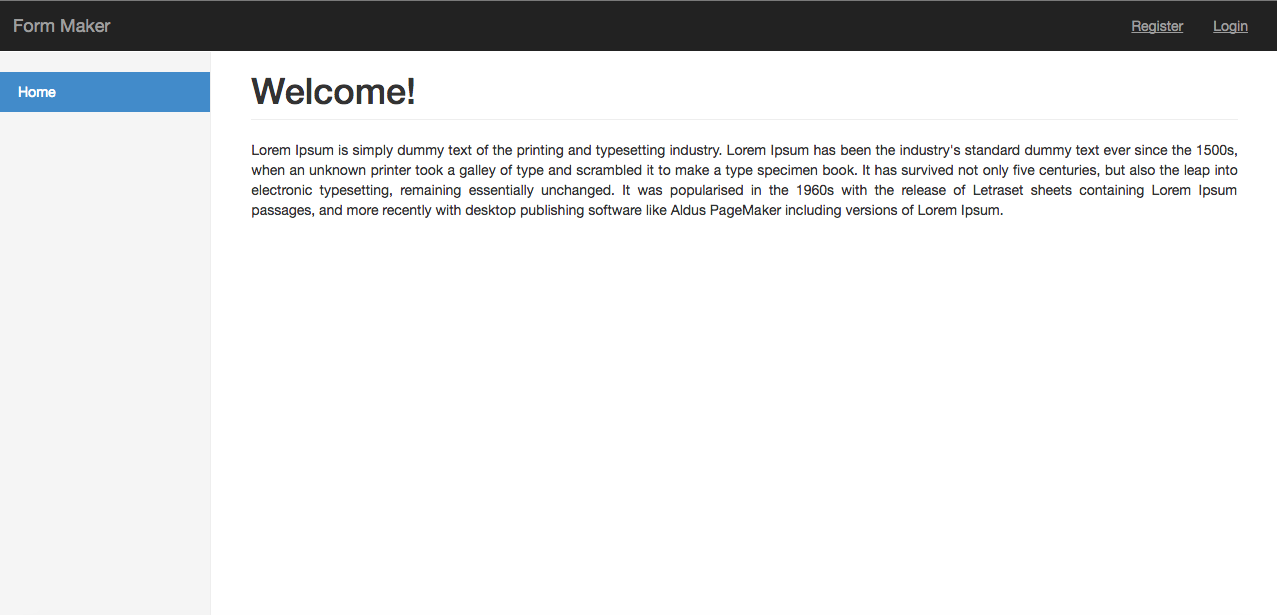 Form Maker
Register Login
Home
Welcome!
Lorem Ipsum is simply dummy text of the printing and typesetting industry. Lorem Ipsum has been the industry's standard dummy text ever since the 1500s,
when an unknown printer took a galley of type and scrambled it to make a type specimen book. It has survived not only five centuries, but also the leap into
electronic typesetting, remaining essentially unchanged. It was popularised in the 1960s with the release of Letraset sheets containing Lorem Ipsum
passages, and more recently with desktop publishing software like Aldus PageMaker including versions of Lorem Ipsum.